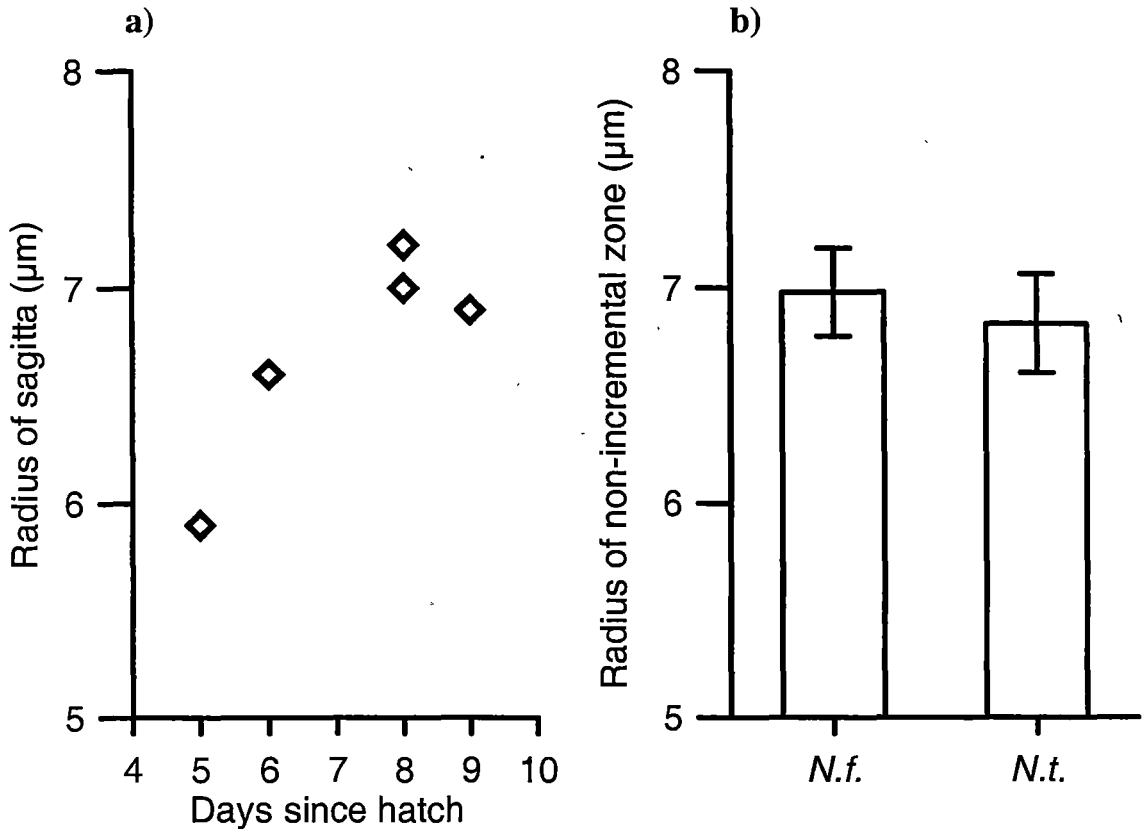 a)
Radius of sagitta (µm)
8
7
6
5
4 5 6 7 8 9 10
Days since hatch
b)
Radius of non-incremental zone (µm)
8
7
6
5
N.f. N.t.